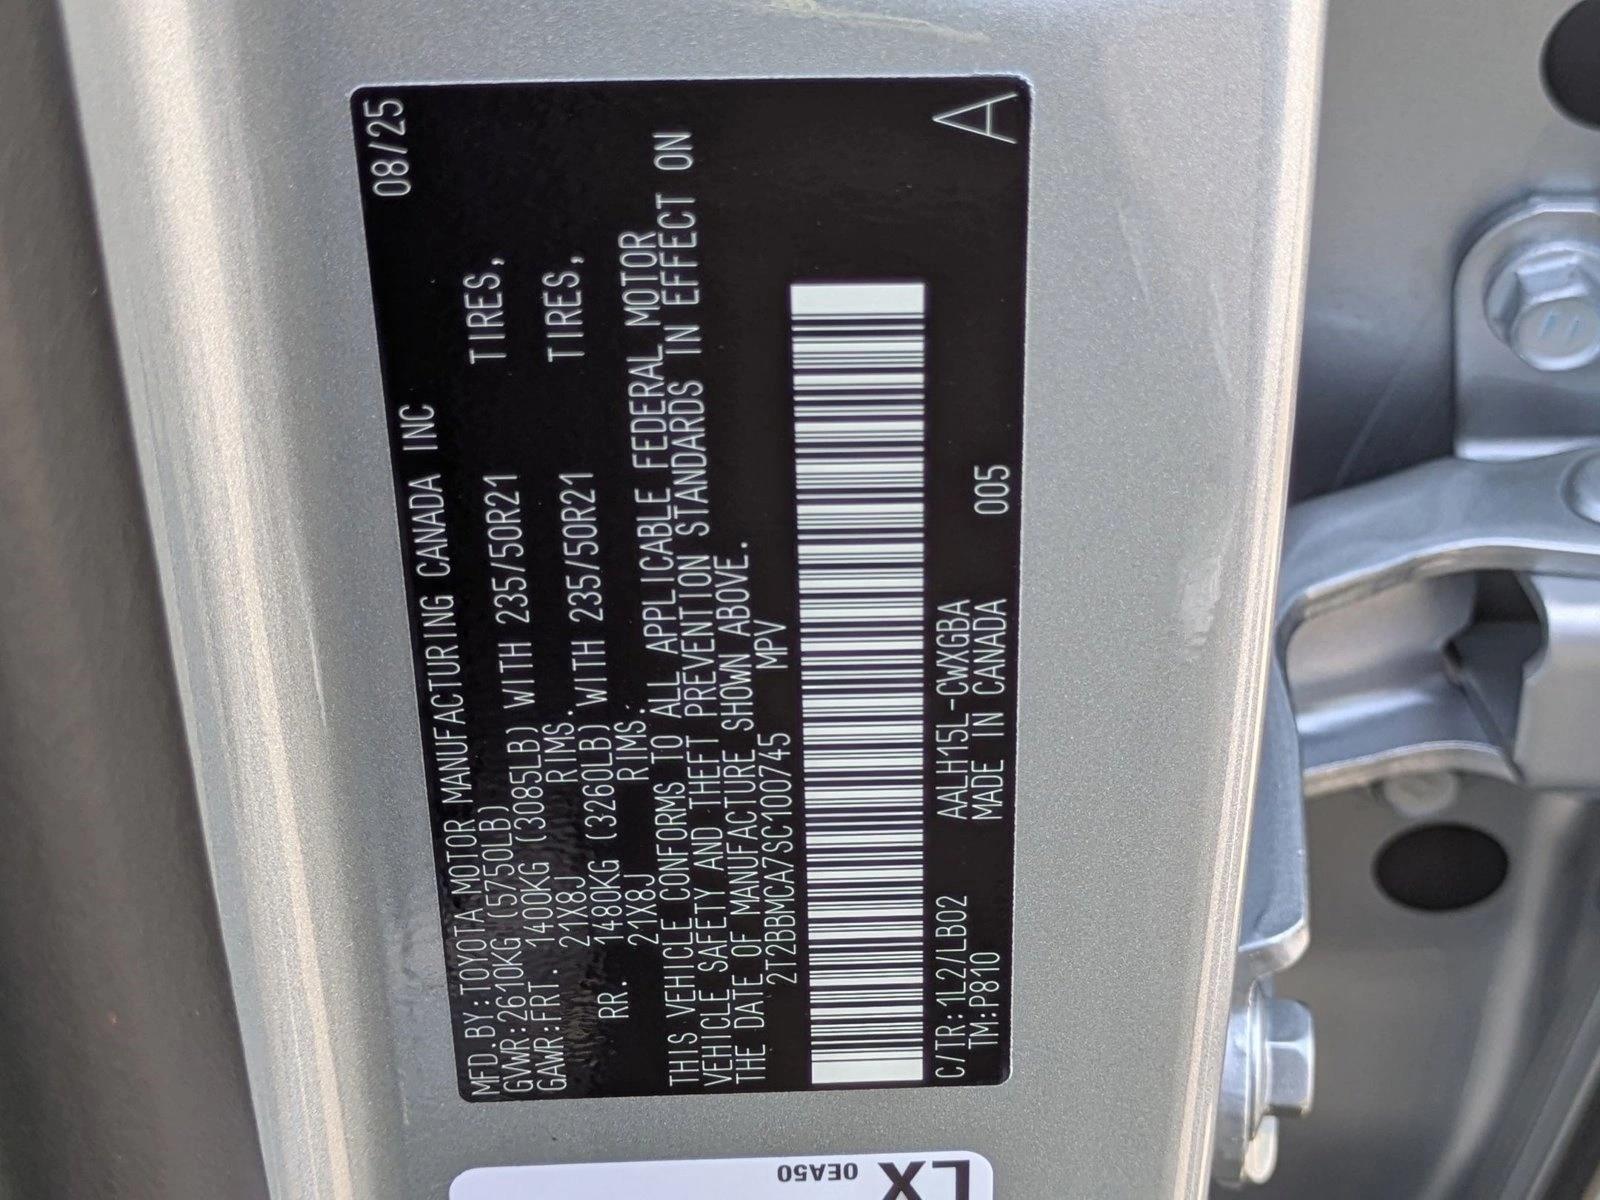 08/25
MFD.BY:TOYOTA MOTOR MANUFACTURING CANADA INC
GVWR:2610KG(5750LB)
GAWR:FRT. 1400KG (3085LB) WITH 235/50R21 TIRES,
21X8J RIMS.
RR. 1480KG (3260LB) WITH 235/50R21 TIRES,
21X8J RIMS.
THIS VEHICLE CONFORMS TO ALL APPLICABLE FEDERAL MOTOR
VEHICLE SAFETY AND THEFT PREVENTION STANDARDS IN EFFECT ON
THE DATE OF MANUFACTURE SHOWN ABOVE.
2T2BBMCA7SC100745 MPV
C/TR:1L2/LB02 AALH15L-CWXGBA
TM:P810 MADE IN CANADA 005
A
0EA50
LX